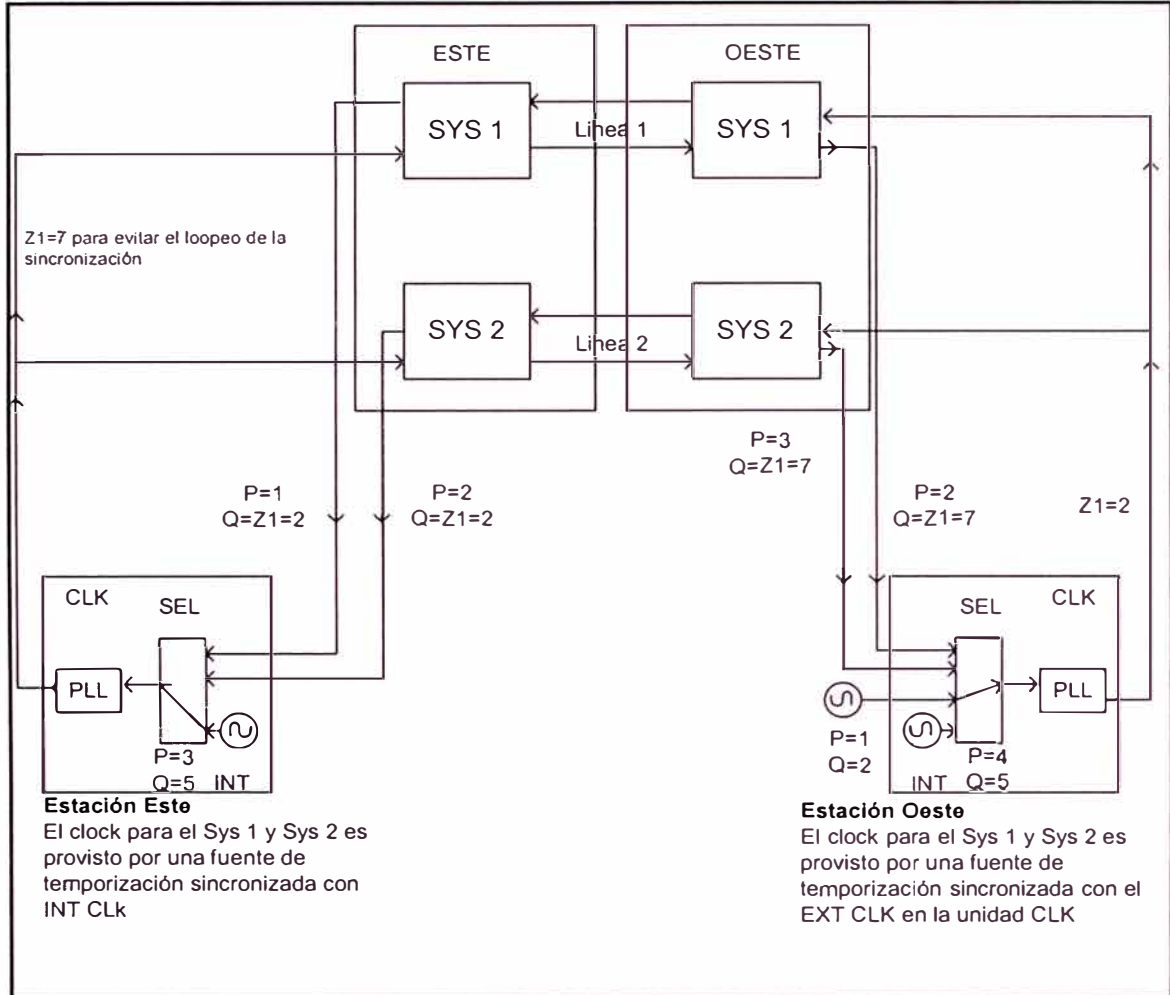 ESTE
OESTE
SYS 1
Linea 1
SYS 1
Z1=7 para evitar el loopeo de la
sincronización
SYS 2
Linea 2
SYS 2
P=1
Q=Z1=2
P=2
Q=Z1=2
P=3
Q=Z1=7
P=2
Q=Z1=7
Z1=2
CLK
SEL
PLL
P=3
Q=5 INT
SEL
CLK
PLL
P=1
Q=2
P=4
INT Q=5
Estación Este
El clock para el Sys 1 y Sys 2 es
provisto por una fuente de
temporización sincronizada con
INT CLk
Estación Oeste
El clock para el Sys 1 y Sys 2 es
provisto por una fuente de
temporización sincronizada con el
EXT CLK en la unidad CLK